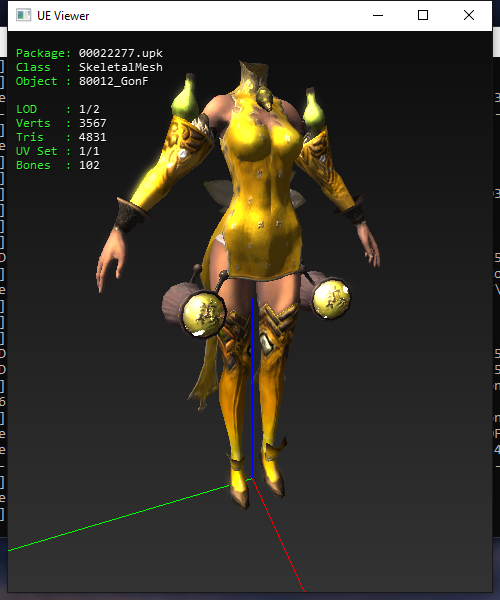 UE Viewer
Package: 00022277.upk
Class : SkeletalMesh
Object : 80012_GonF
LOD : 1/2
Verts : 3567
Tris : 4831
UV Set : 1/1
Bones : 102